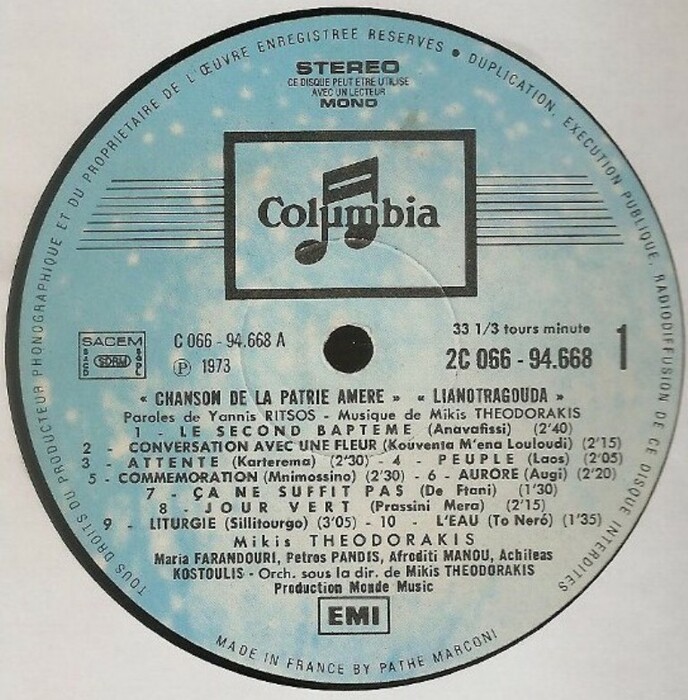 TOUS DROITS DU PRODUCTEUR PHONOGRAPHIQUE ET DU PROPRIETAIRE DE L'ŒUVRE ENREGISTREE RESERVES • DUPLICATION, EXECUTION PUBLIQUE, RADIODIFFUSION DE CE DISQUE INTERDITES
STEREO
CE DISQUE PEUT ETRE UTILISE
AVEC UN LECTEUR
MONO
Columbia
SACEM
SACD SDRM SGDL
C 066 - 94.668 A
Ⓟ 1973
33 1/3 tours minute
2C 066 - 94.668
1
« CHANSON DE LA PATRIE AMERE » « LIANOTRAGOUDA »
Paroles de Yannis RITSOS - Musique de Mikis THEODORAKIS
1 - LE SECOND BAPTEME (Anavafissi) (2'40)
2 - CONVERSATION AVEC UNE FLEUR (Kouventa M'ena Louloudi) (2'15)
3 - ATTENTE (Karterema) (2'30) - 4 - PEUPLE (Laos) (2'05)
5 - COMMEMORATION (Mnimossino) (2'30) - 6 - AURORE (Augi) (2'20)
7 - ÇA NE SUFFIT PAS (De Ftani) (1'30)
8 - JOUR VERT (Prassini Mera) (2'15)
9 - LITURGIE (Sillitourgo) (3'05) - 10 - L'EAU (To Neró) (1'35)
Mikis THEODORAKIS
Maria FARANDOURI, Petros PANDIS, Afroditi MANOU, Achileas
KOSTOULIS - Orch. sous la dir. de Mikis THEODORAKIS
Production Monde Music
EMI
MADE IN FRANCE BY PATHE MARCONI